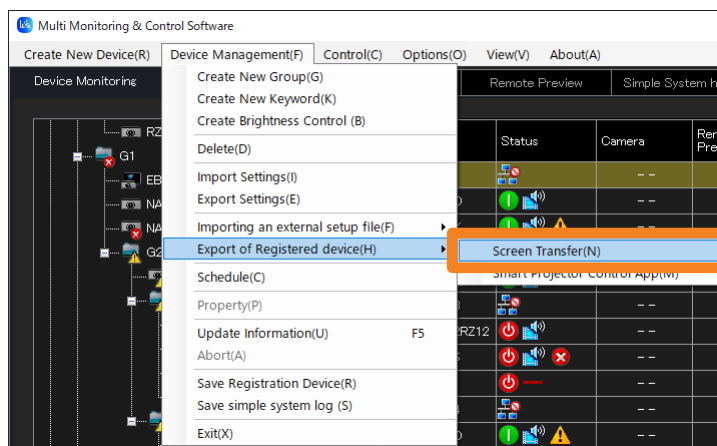 Multi Monitoring & Control Software
Create New Device(R) Device Management(F) Control(C) Options(O) View(V) About(A)
Device Monitoring Remote Preview Simple System h
Create New Group(G)
Create New Keyword(K)
Create Brightness Control (B)
Delete(D)
Import Settings(I)
Export Settings(E)
Importing an external setup file(F)
Export of Registered device(H)
Schedule(C)
Property(P)
Update Information(U) F5
Abort(A)
Save Registration Device(R)
Save simple system log (S)
Exit(X)
Screen Transfer(N)
Smart Projector Control App(M)
RZ
G1
EB
NA
NA
G2
Status Camera
- -
- -
- -
- -
RZ12 - -
- -
- -
- -
- -